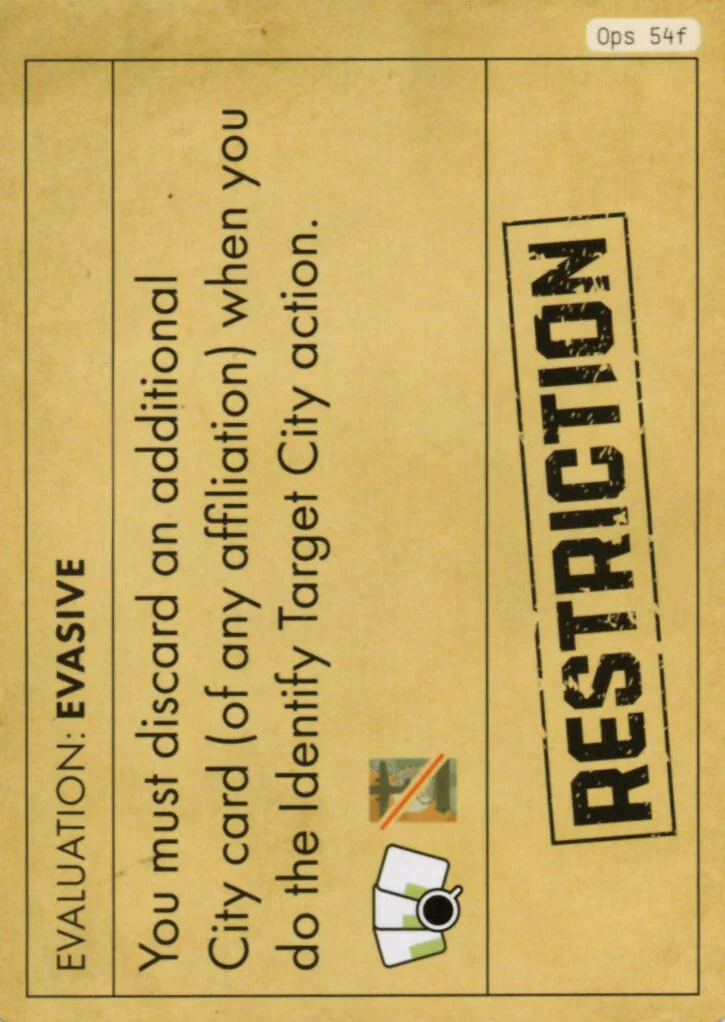 Ops 54f
EVALUATION: EVASIVE
You must discard an additional
City card (of any affiliation) when you
do the Identify Target City action.
RESTRICTION